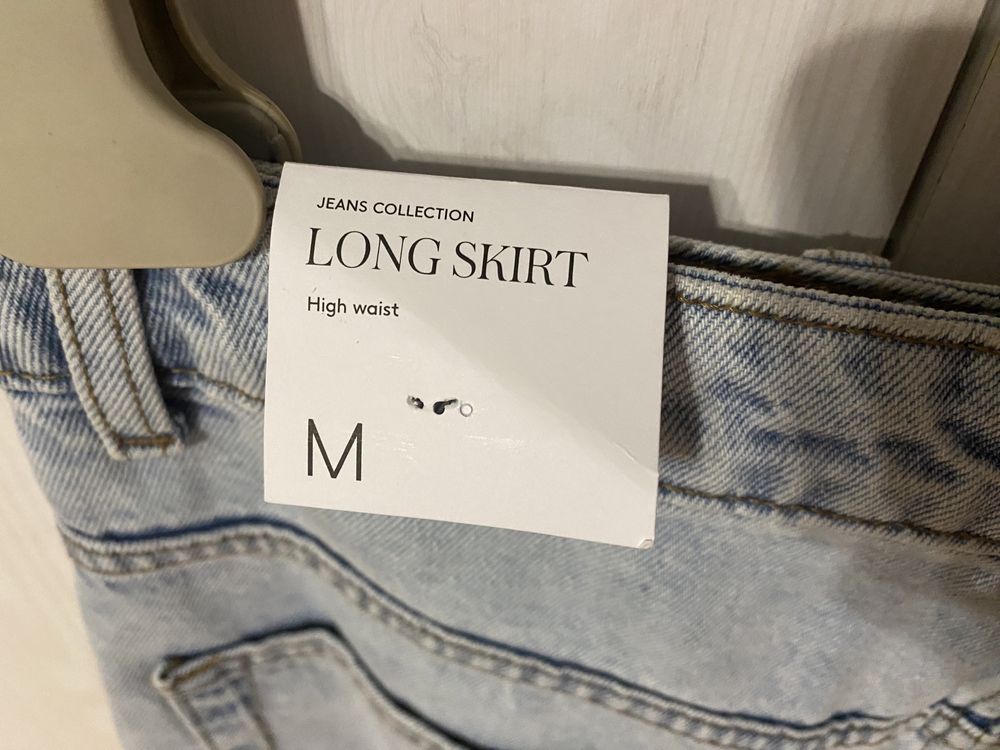 JEANS COLLECTION
LONG SKIRT
High waist
M